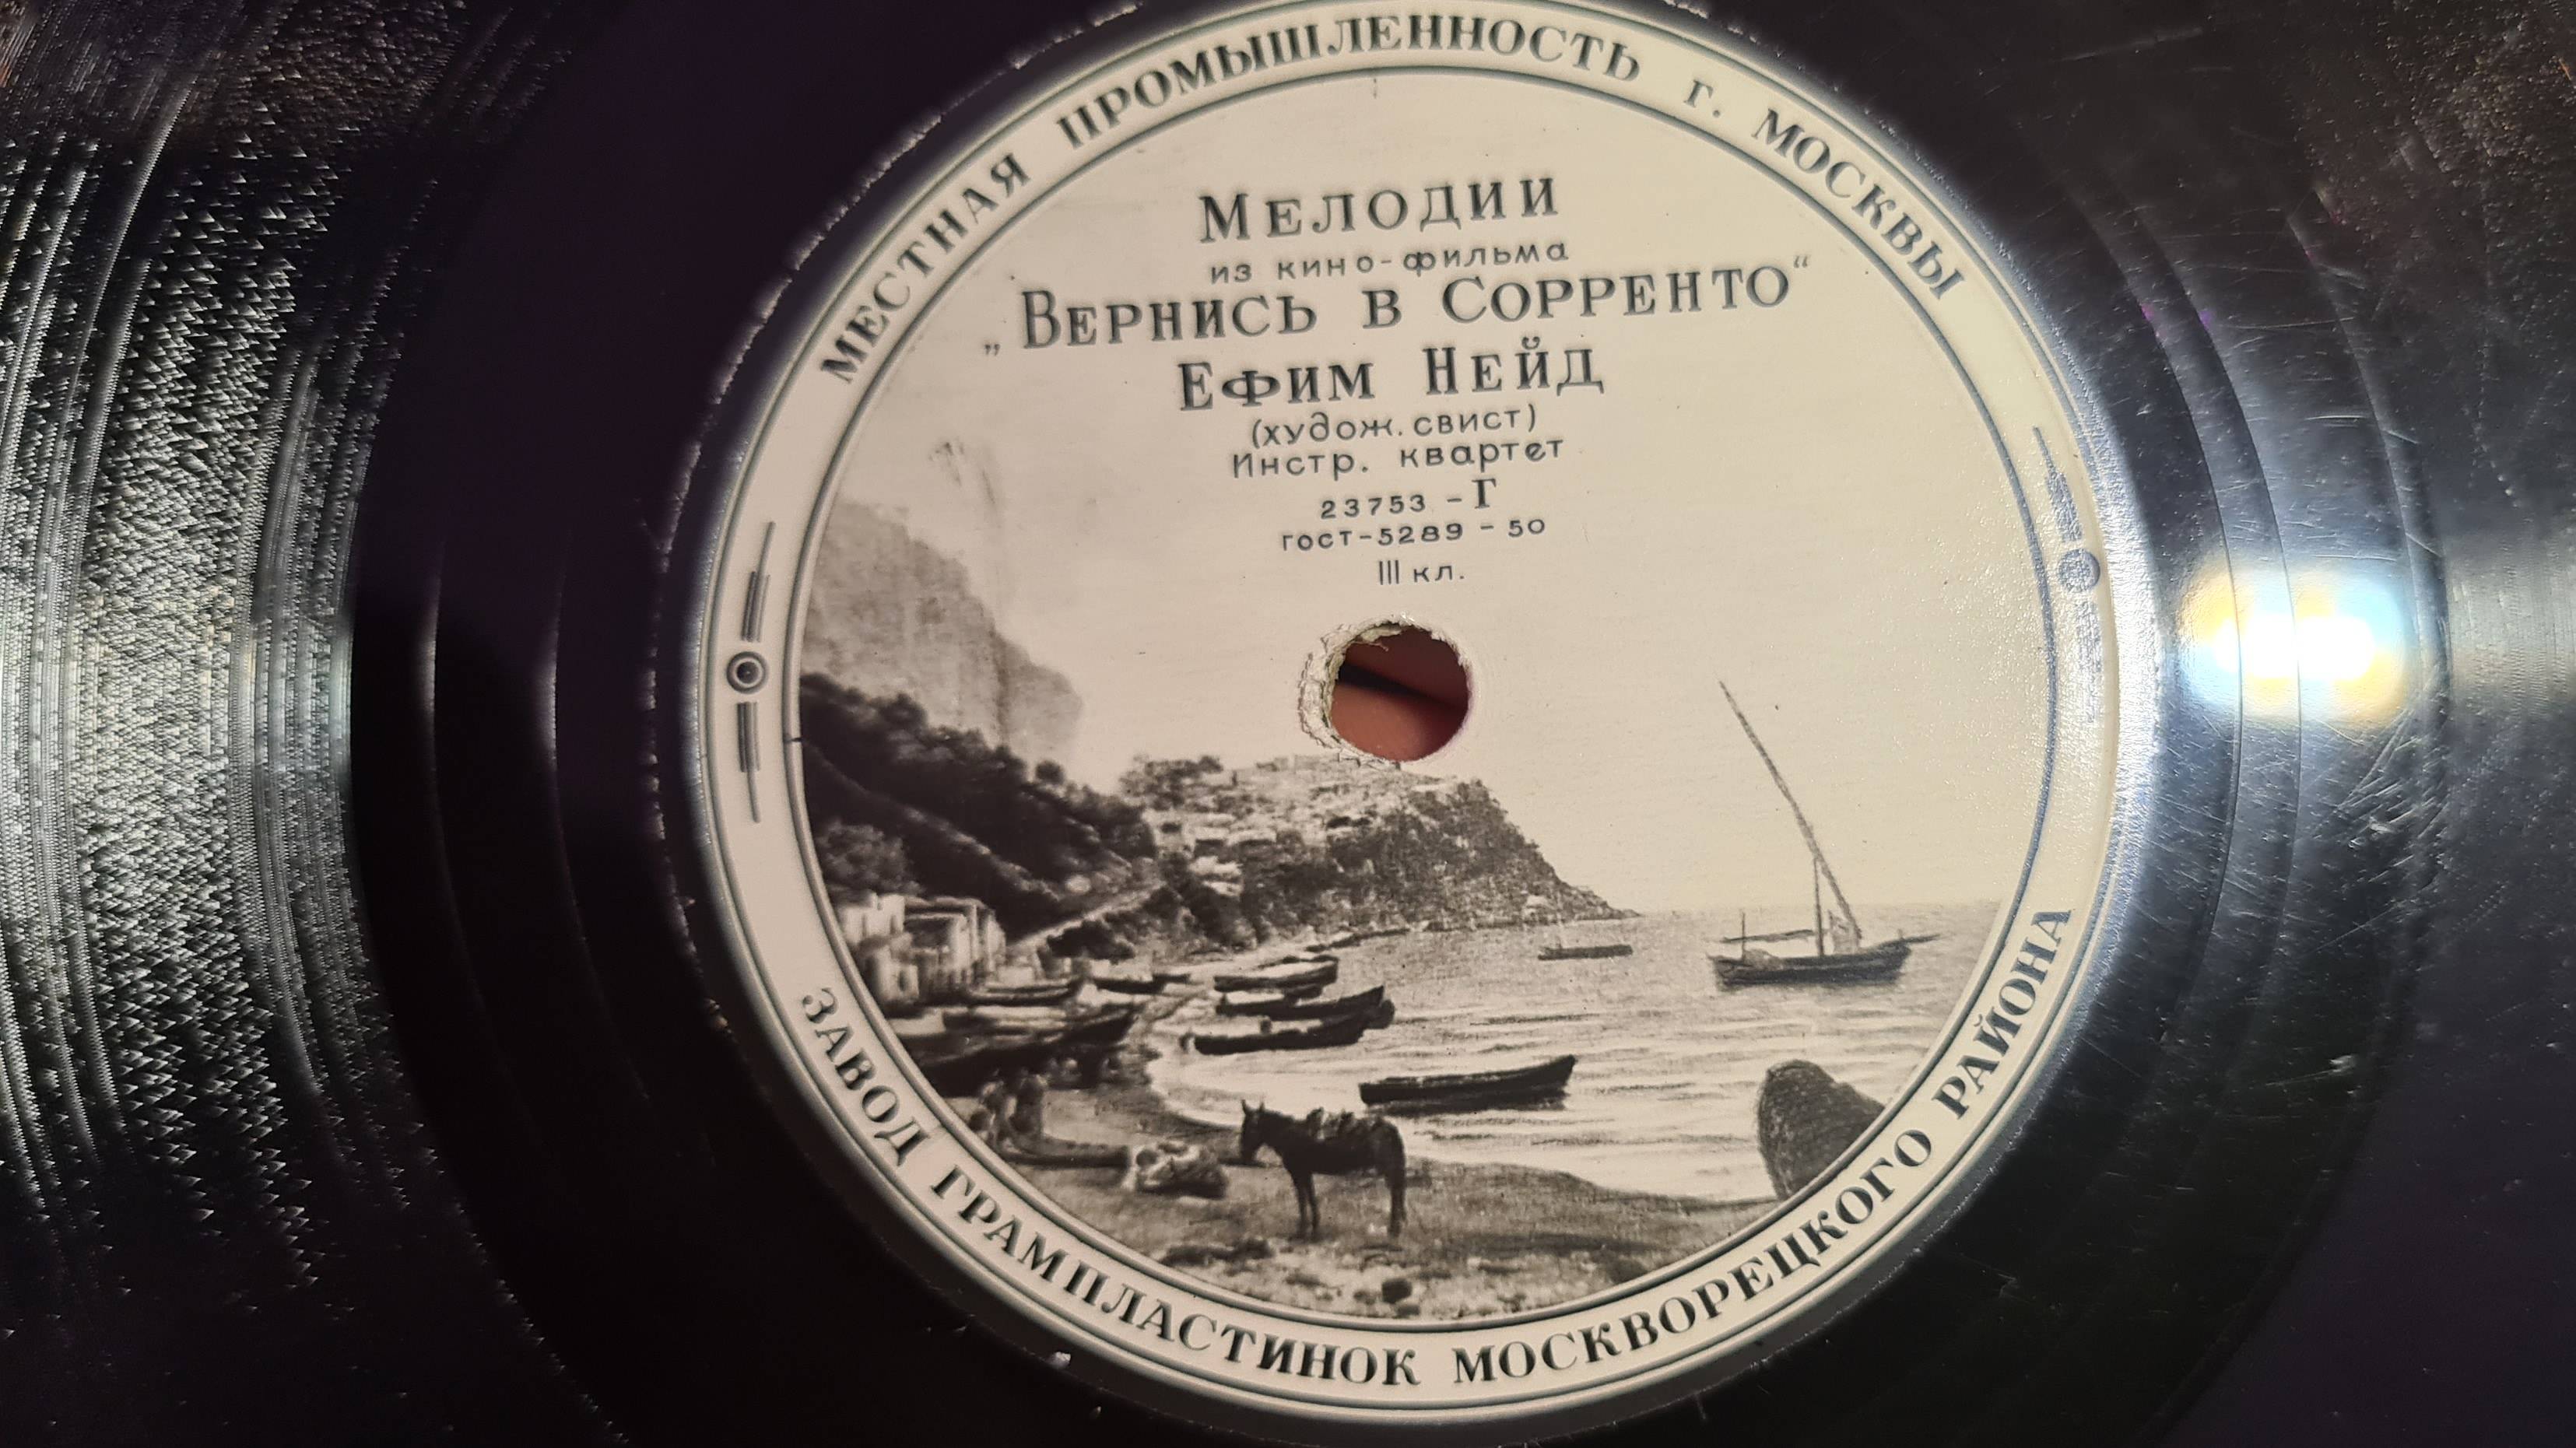 МЕСТНАЯ ПРОМЫШЛЕННОСТЬ г. МОСКВЫ
МЕЛОДИИ
из кино-фильма
„ВЕРНИСЬ В СОРРЕНТО“
ЕФИМ НЕЙД
(худож. свист)
Инстр. квартет
23753 - Г
ГОСТ-5289 - 50
III кл.
ЗАВОД ГРАМПЛАСТИНОК МОСКВОРЕЦКОГО РАЙОНА